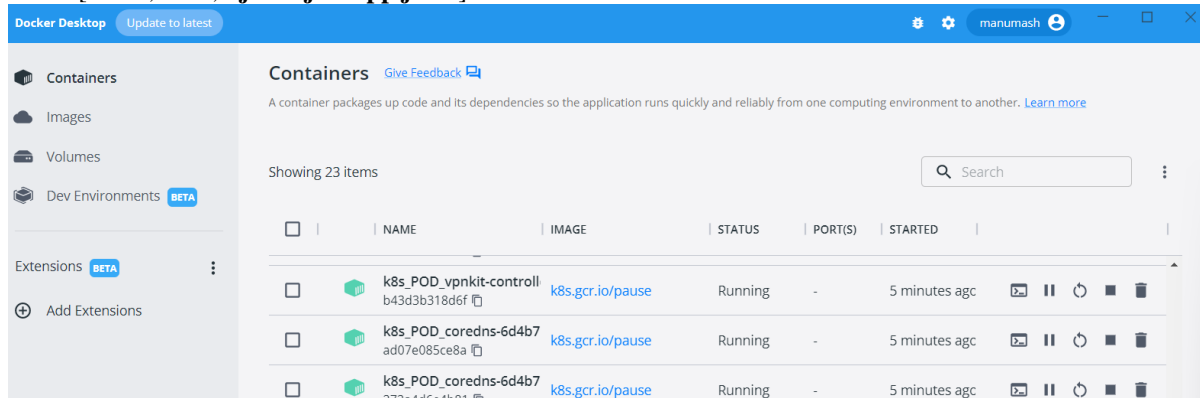 Docker Desktop Update to latest manumash
Containers
Images
Volumes
Dev Environments BETA
Extensions BETA
Add Extensions
Containers Give Feedback
A container packages up code and its dependencies so the application runs quickly and reliably from one computing environment to another. Learn more
Showing 23 items
Search
NAME IMAGE STATUS PORT(S) STARTED
k8s_POD_vpnkit-controll
b43d3b318d6f
k8s.gcr.io/pause Running - 5 minutes agc
k8s_POD_coredns-6d4b7
ad07e085ce8a
k8s.gcr.io/pause Running - 5 minutes agc
k8s_POD_coredns-6d4b7
k8s.gcr.io/pause Running - 5 minutes agc